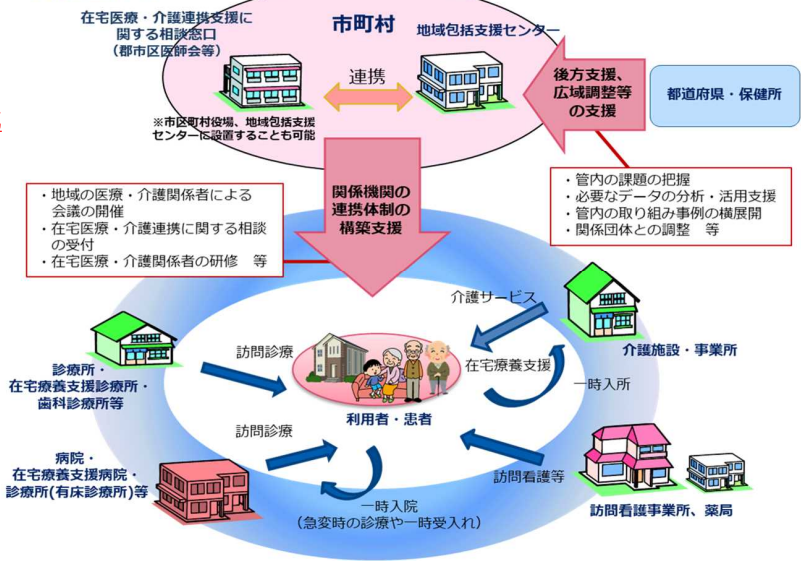 在宅医療・介護連携支援に
関する相談窓口
（郡市区医師会等）
市町村
地域包括支援センター
連携
※市区町村役場、地域包括支援
センターに設置することも可能
後方支援、
広域調整等
の支援
都道府県・保健所
関係機関の
連携体制の
構築支援
・地域の医療・介護関係者による
会議の開催
・在宅医療・介護連携に関する相談
の受付
・在宅医療・介護関係者の研修　等
・管内の課題の把握
・必要なデータの分析・活用支援
・管内の取り組み事例の横展開
・関係団体との調整　等
介護サービス
介護施設・事業所
訪問診療
在宅療養支援
一時入所
診療所・
在宅療養支援診療所・
歯科診療所等
利用者・患者
訪問診療
病院・
在宅療養支援病院・
診療所(有床診療所)等
訪問看護等
一時入院
（急変時の診療や一時受入れ）
訪問看護事業所、薬局